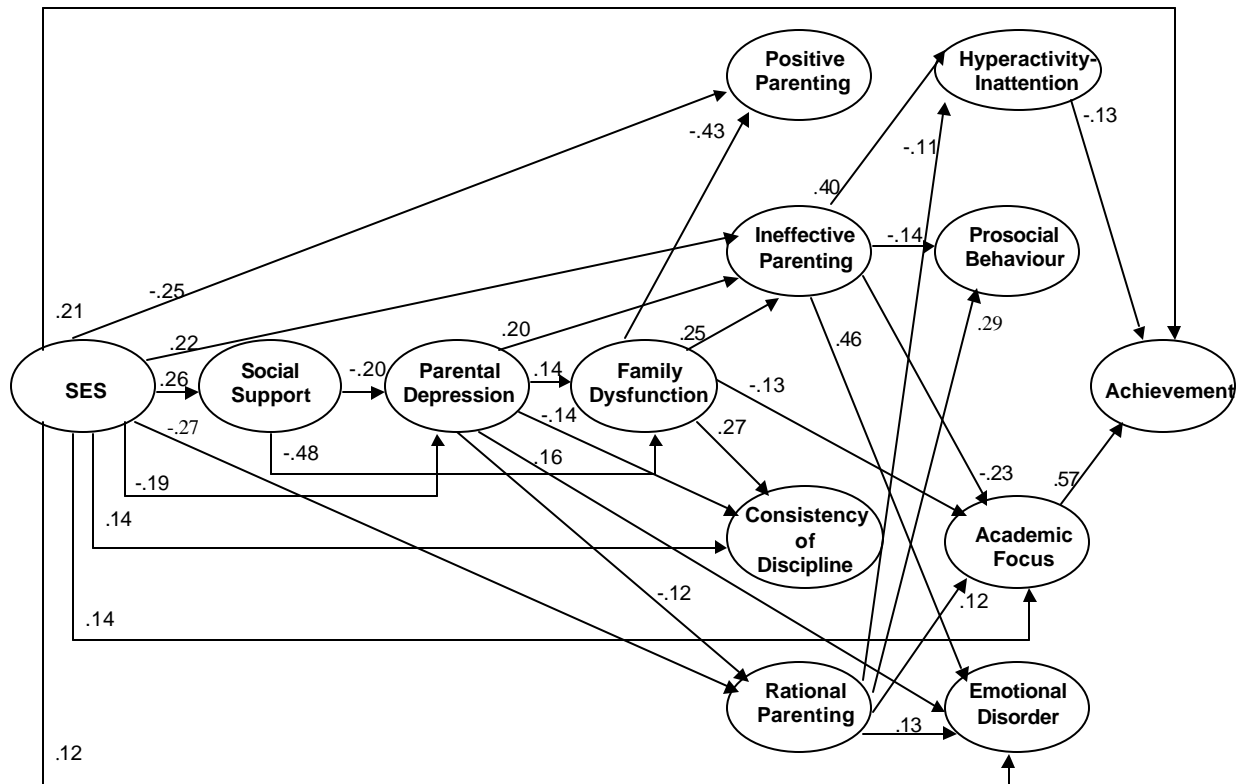 Positive
Parenting
Hyperactivity-
Inattention
-.43
-.13
-.11
.40
Ineffective
Parenting
-.14
Prosocial
Behaviour
-.25
.21
.22
.20
.25
.46
.29
SES
.26
Social
Support
-.20
Parental
Depression
.14
Family
Dysfunction
-.13
Achievement
-.27
-.48
-.14
.27
-.19
.16
-.23
.57
.14
Consistency
of
Discipline
Academic
Focus
-.12
.12
.14
Rational
Parenting
.13
Emotional
Disorder
.12